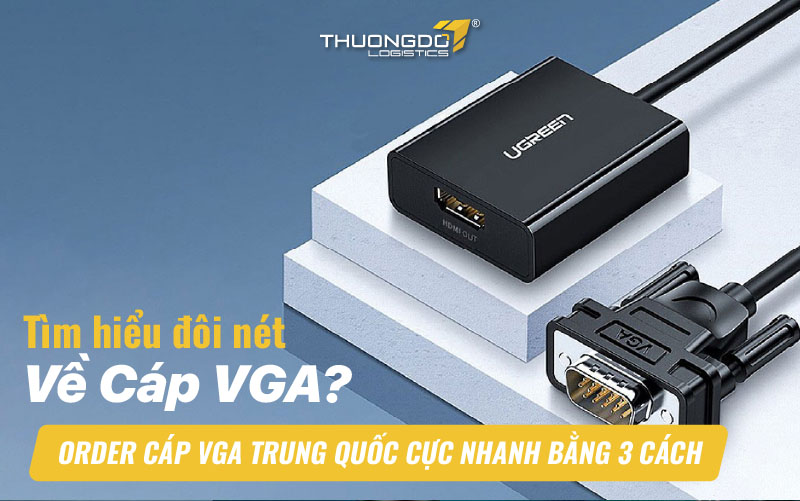 THUONGDO
LOGISTICS
®
UGREEN
HDMI OUT
VGA
Tìm hiểu đôi nét
Về Cáp VGA?
ORDER CÁP VGA TRUNG QUỐC CỰC NHANH BẰNG 3 CÁCH